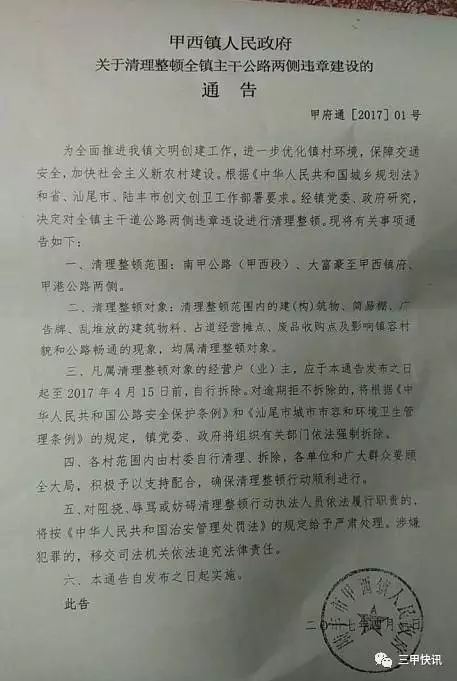 甲西镇人民政府
关于清理整顿全镇主干公路两侧违章建设的
通 告
甲府通［2017］01 号
为全面推进我镇文明创建工作，进一步优化镇村环境，保障交通
安全，加快社会主义新农村建设。根据《中华人民共和国城乡规划法》
和省、汕尾市、陆丰市创文创卫工作部署要求。经镇党委、政府研究，
决定对全镇主干道公路两侧违章违设进行清理整顿。现将有关事项通
告如下：
一、清理整顿范围：南甲公路（甲西段）、大富豪至甲西镇府、
甲港公路两侧。
二、清理整顿对象：清理整顿范围内的建(构)筑物、简易棚、广
告牌、乱堆放的建筑物料、占道经营摊点、废品收购点及影响镇容村
貌和公路畅通的现象，均属清理整顿对象。
三、凡属清理整顿对象的经营户（业）主，应于本通告发布之日
起至 2017 年 4 月 15 日前，自行拆除。对逾期拒不拆除的，将根据《中
华人民共和国公路安全保护条例》和《汕尾市城市市容和环境卫生管
理条例》的规定，镇党委、政府将组织有关部门依法强制拆除。
四、各村范围内由村委自行清理、拆除，各单位和广大群众要顾
全大局，积极予以支持配合，确保清理整顿行动顺利进行。
五、对阻挠、辱骂或妨碍清理整顿行动执法人员依法履行职责的，
将按《中华人民共和国治安管理处罚法》的规定给予严肃处理。涉嫌
犯罪的，移交司法机关依法追究法律责任。
六、本通告自发布之日起实施。
此告
陆丰市甲西镇人民政府
二〇一七年 月 日
三甲快讯